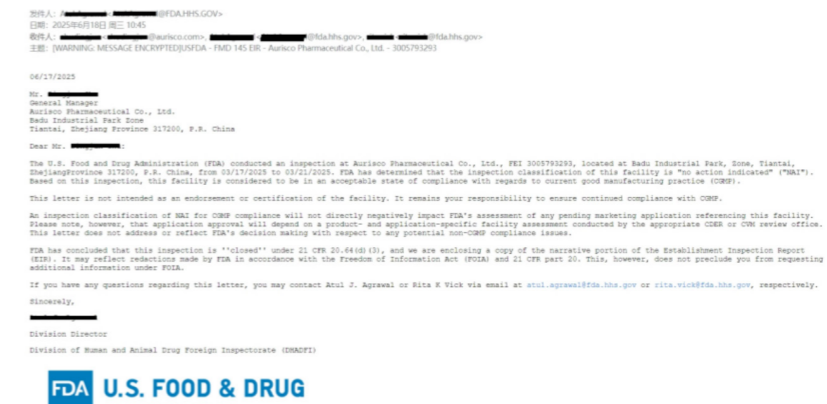 发件人: @FDA.HHS.GOV>
日期: 2025年6月18日 周三 10:45
收件人: @aurisco.com>, @fda.hhs.gov>, @fda.hhs.gov>
主题: [WARNING: MESSAGE ENCRYPTED]USFDA - FMD 145 EIR - Aurisco Pharmaceutical Co., Ltd. - 3005793293
06/17/2025
Mr.
General Manager
Aurisco Pharmaceutical Co., Ltd.
Badu Industrial Park Zone
Tiantai, Zhejiang Province 317200, P.R. China
Dear Mr.
The U.S. Food and Drug Administration (FDA) conducted an inspection at Aurisco Pharmaceutical Co., Ltd., FEI 3005793293, located at Badu Industrial Park, Zone, Tiantai,
ZhejiangProvince 317200, P.R. China, from 03/17/2025 to 03/21/2025. FDA has determined that the inspection classification of this facility is "no action indicated" ("NAI").
Based on this inspection, this facility is considered to be in an acceptable state of compliance with regards to current good manufacturing practice (CGMP).
This letter is not intended as an endorsement or certification of the facility. It remains your responsibility to ensure continued compliance with CGMP.
An inspection classification of NAI for CGMP compliance will not directly negatively impact FDA's assessment of any pending marketing application referencing this facility.
Please note, however, that application approval will depend on a product- and application-specific facility assessment conducted by the appropriate CDER or CVM review office.
This letter does not address or reflect FDA's decision making with respect to any potential non-CGMP compliance issues.
FDA has concluded that this inspection is ''closed'' under 21 CFR 20.64(d)(3), and we are enclosing a copy of the narrative portion of the Establishment Inspection Report
(EIR). It may reflect redactions made by FDA in accordance with the Freedom of Information Act (FOIA) and 21 CFR part 20. This, however, does not preclude you from requesting
additional information under FOIA.
If you have any questions regarding this letter, you may contact Atul J. Agrawal or Rita K Vick via email at atul.agrawal@fda.hhs.gov or rita.vick@fda.hhs.gov, respectively.
Sincerely,
Division Director
Division of Human and Animal Drug Foreign Inspectorate (DHADFI)
FDA U.S. FOOD & DRUG